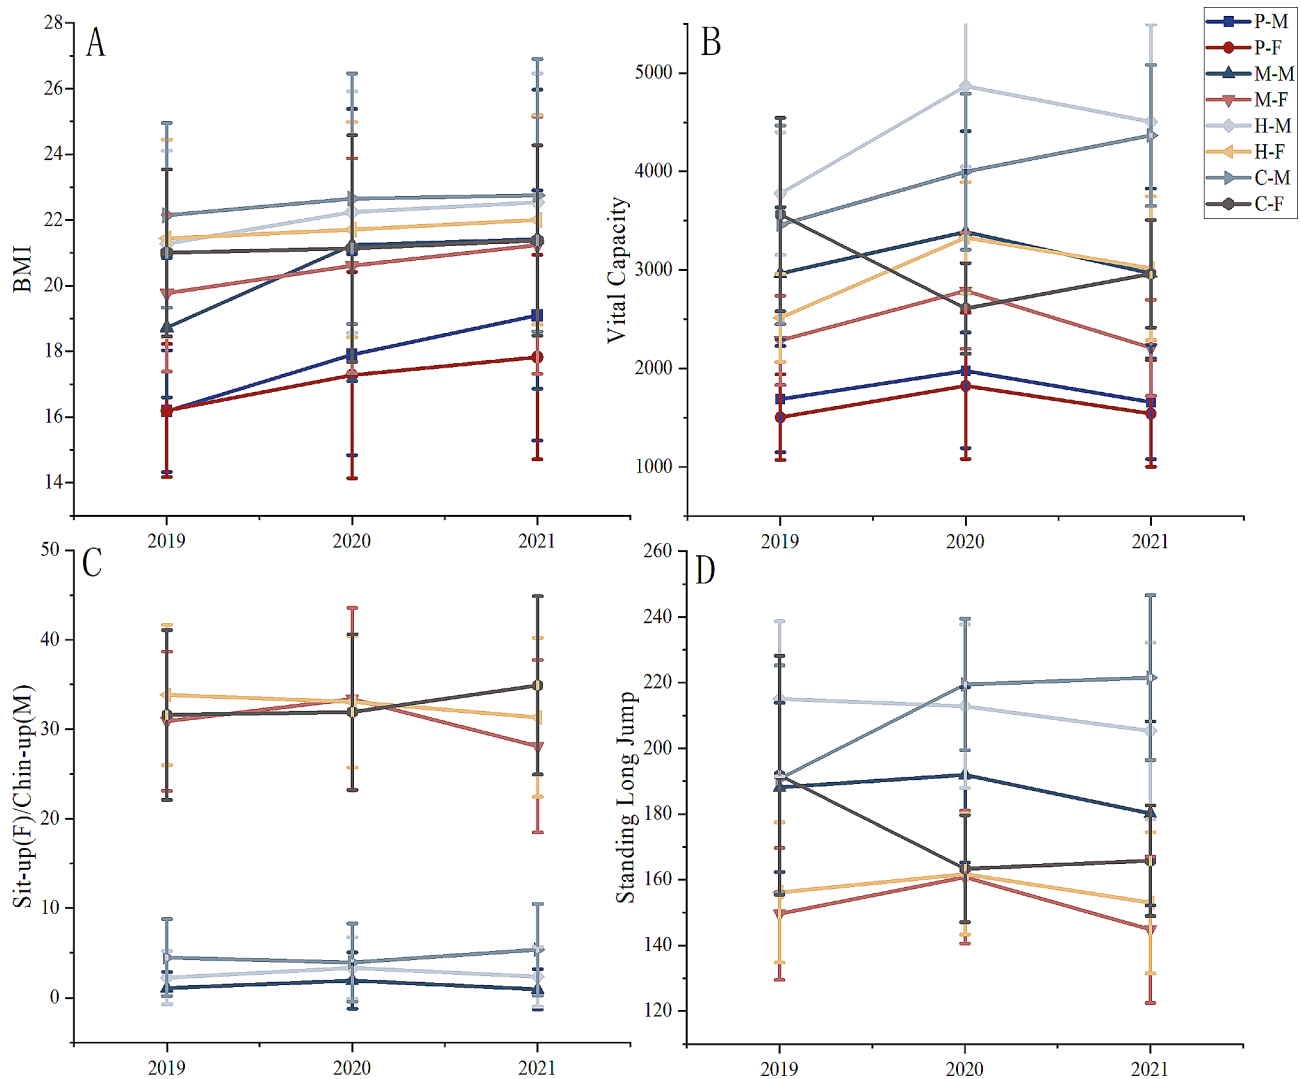 A
BMI
28
26
24
22
20
18
16
14
2019
2020
2021
B
Vital Capacity
5000
4000
3000
2000
1000
2019
2020
2021
P-M
P-F
M-M
M-F
H-M
H-F
C-M
C-F
C
Sit-up(F)/Chin-up(M)
50
40
30
20
10
0
2019
2020
2021
D
Standing Long Jump
260
240
220
200
180
160
140
120
2019
2020
2021